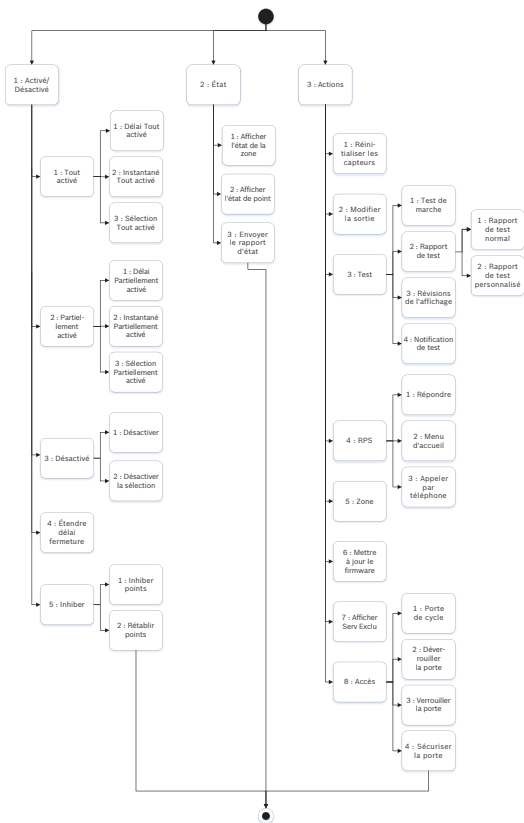 1 : Activé/
Désactivé
2 : État
3 : Actions
1 : Tout
activé
1 : Délai Tout
activé
2 : Instantané
Tout activé
3 : Sélection
Tout activé
2 : Partiel-
lement
activé
1 : Délai
Partiellement
activé
2 : Instantané
Partiellement
activé
3 : Sélection
Partiellement
activé
3 : Désactivé
1 : Désactiver
2 : Désactiver
la sélection
4 : Étendre
délai
fermeture
5 : Inhiber
1 : Inhiber
points
2 : Rétablir
points
1 : Afficher
l'état de la
zone
2 : Afficher
l'état de point
3 : Envoyer
le rapport
d'état
1 : Réini-
tialiser les
capteurs
2 : Modifier
la sortie
3 : Test
1 : Test de
marche
2 : Rapport
de test
1 : Rapport
de test
normal
2 : Rapport
de test
personnalisé
3 : Révisions
de l'affichage
4 : Notification
de test
4 : RPS
1 : Répondre
2 : Menu
d'accueil
3 : Appeler
par
téléphone
5 : Zone
6 : Mettre
à jour le
firmware
7 : Afficher
Serv Exclu
8 : Accès
1 : Porte
de cycle
2 : Déver-
rouiller
la porte
3 : Verrouiller
la porte
4 : Sécuriser
la porte